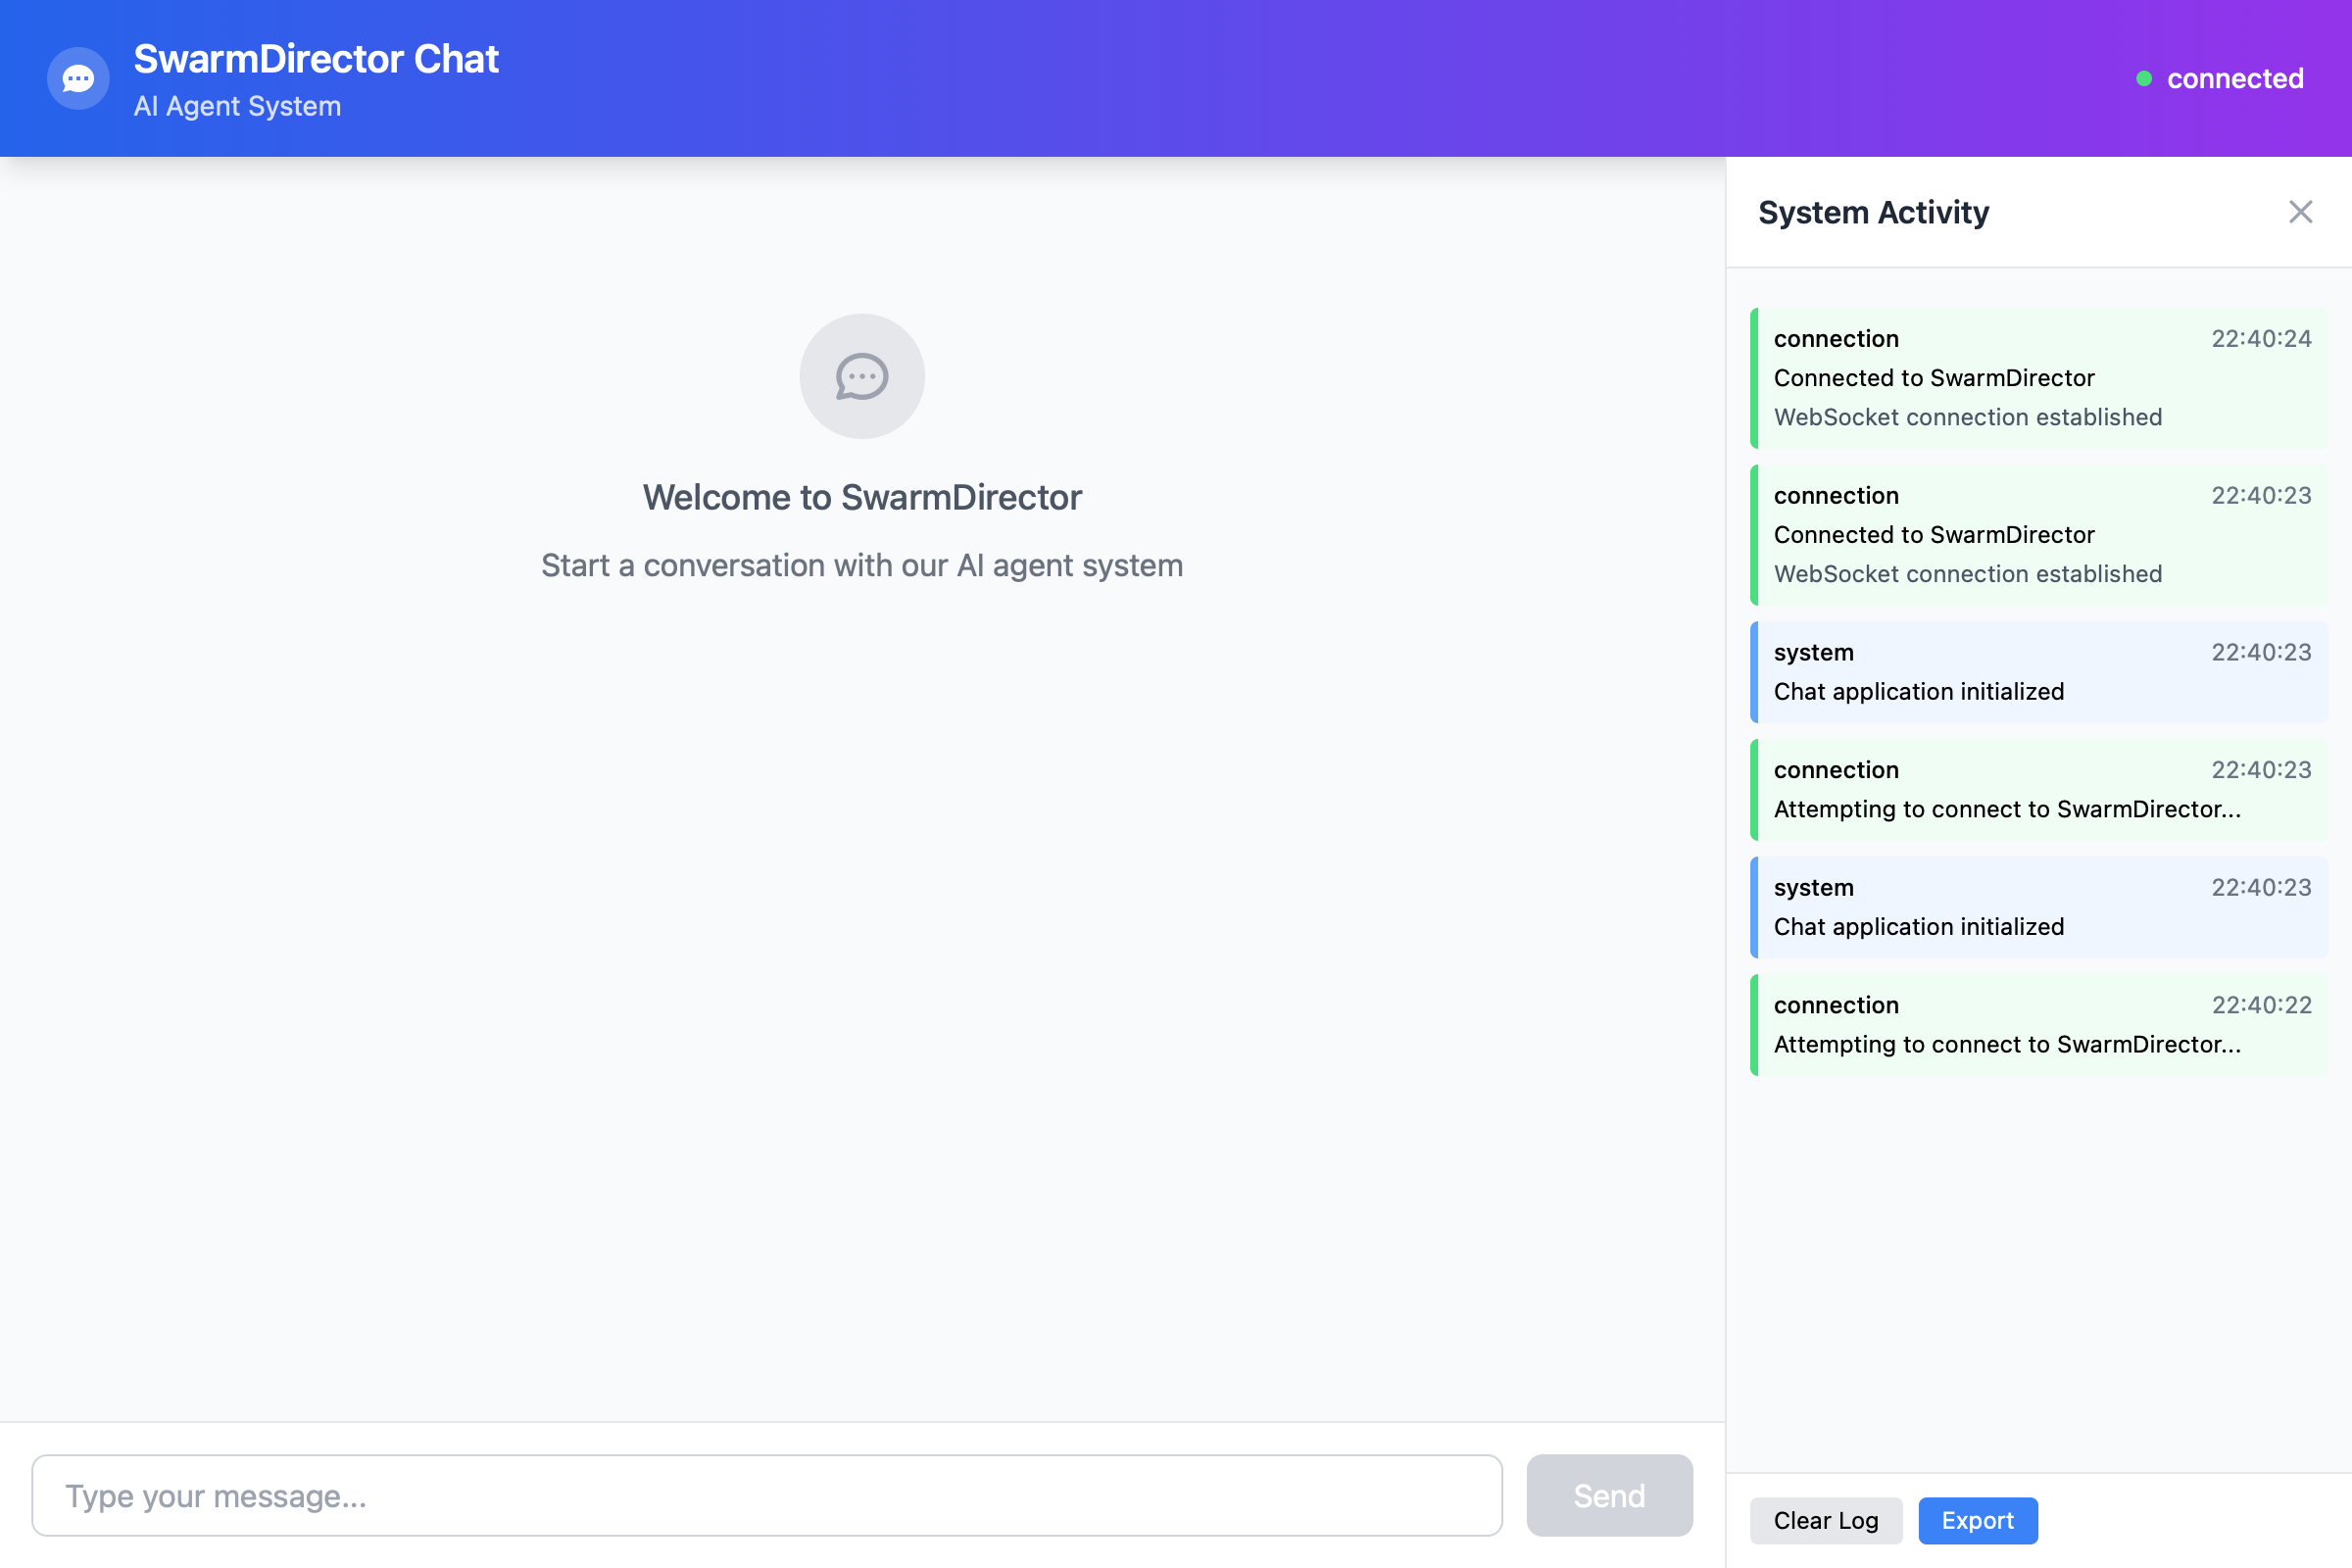 SwarmDirector Chat
AI Agent System
connected
Welcome to SwarmDirector
Start a conversation with our AI agent system
Type your message...
Send
System Activity
connection 22:40:24
Connected to SwarmDirector
WebSocket connection established
connection 22:40:23
Connected to SwarmDirector
WebSocket connection established
system 22:40:23
Chat application initialized
connection 22:40:23
Attempting to connect to SwarmDirector...
system 22:40:23
Chat application initialized
connection 22:40:22
Attempting to connect to SwarmDirector...
Clear Log Export